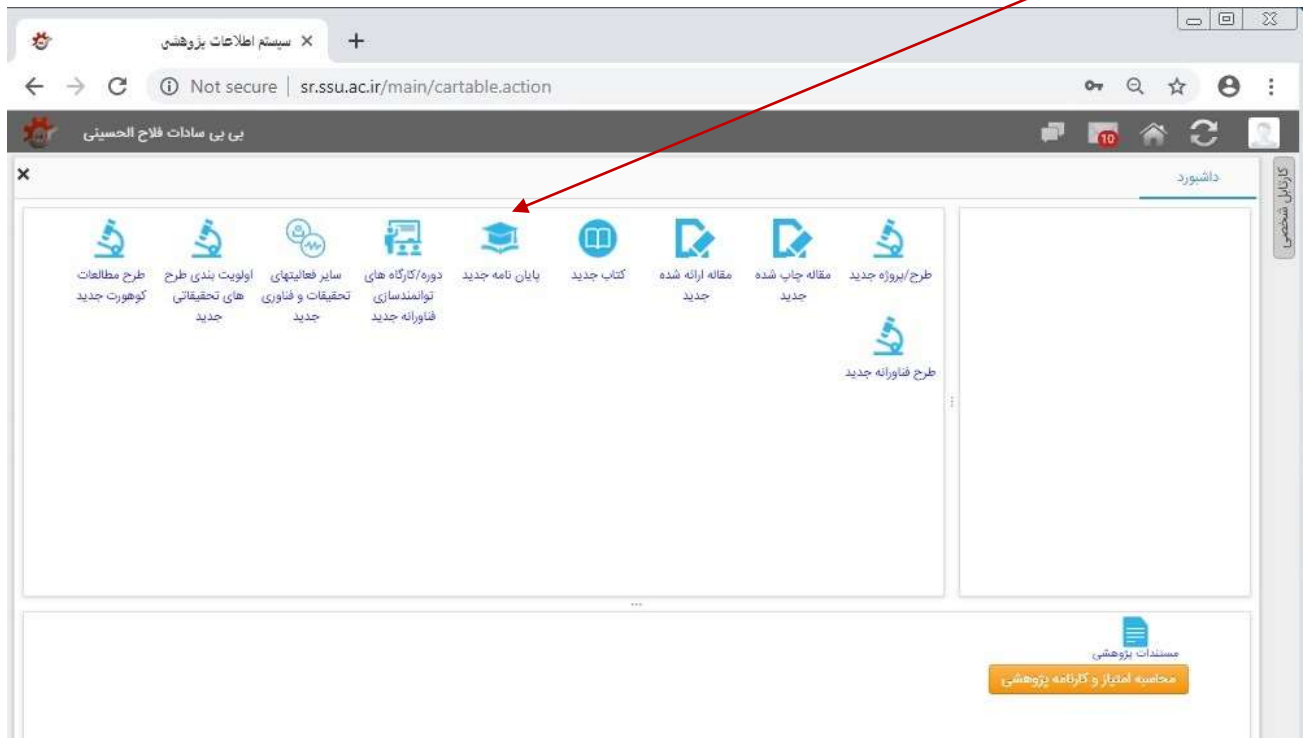 سیستم اطلاعات پژوهشی
Not secure | sr.ssu.ac.ir/main/cartable.action
بی بی سادات فلاح الحسینی
10
کارتابل شخصی
داشبورد
طرح/پروژه جدید
مقاله چاپ شده
جدید
مقاله ارائه شده
جدید
کتاب جدید
پایان نامه جدید
دوره/کارگاه های
توانمندسازی
فناورانه جدید
سایر فعالیتهای
تحقیقات و فناوری
جدید
اولویت بندی طرح
های تحقیقاتی
جدید
طرح مطالعات
کوهورت جدید
طرح فناورانه جدید
مستندات پژوهشی
محاسبه امتیاز و کارنامه پژوهشی